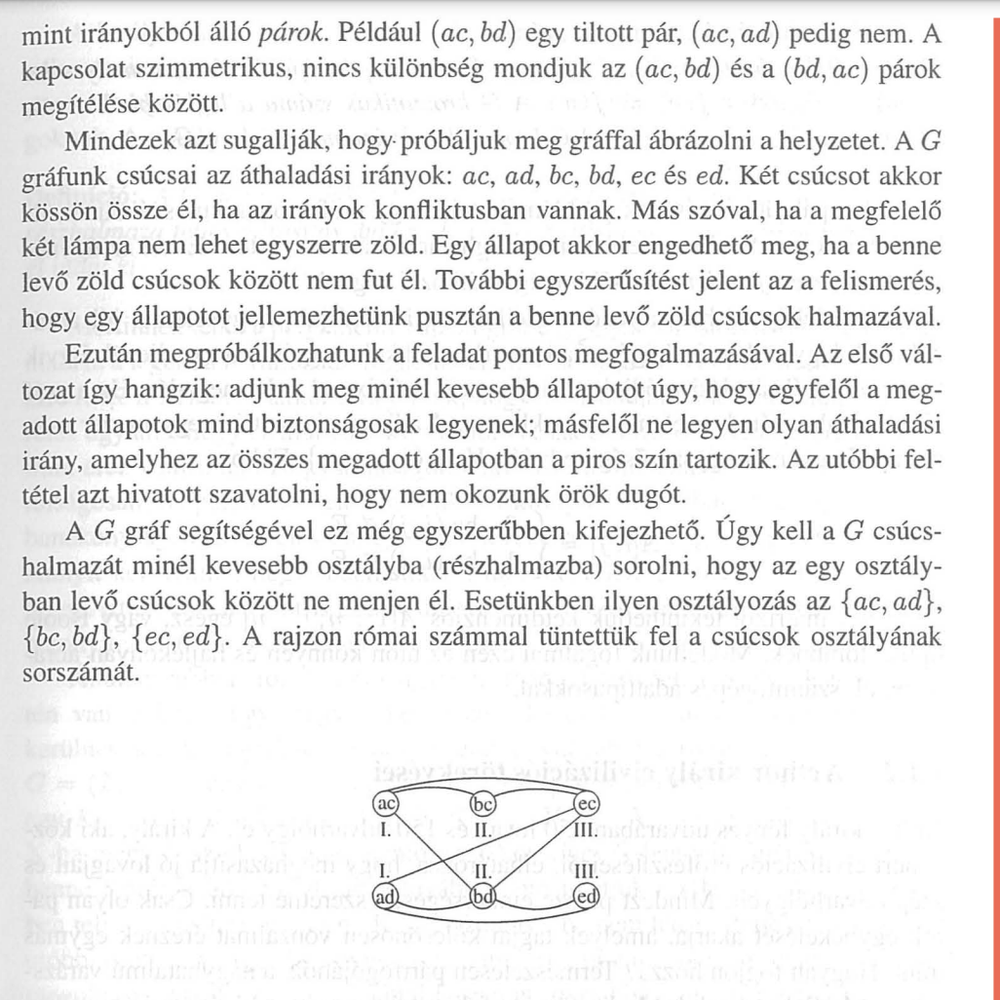 mint irányokból álló párok. Például (ac, bd) egy tiltott pár, (ac, ad) pedig nem. A
kapcsolat szimmetrikus, nincs különbség mondjuk az (ac, bd) és a (bd, ac) párok
megítélése között.
Mindezek azt sugallják, hogy próbáljuk meg gráffal ábrázolni a helyzetet. A G
gráfunk csúcsai az áthaladási irányok: ac, ad, bc, bd, ec és ed. Két csúcsot akkor
kössön össze él, ha az irányok konfliktusban vannak. Más szóval, ha a megfelelő
két lámpa nem lehet egyszerre zöld. Egy állapot akkor engedhető meg, ha a benne
levő zöld csúcsok között nem fut él. További egyszerűsítést jelent az a felismerés,
hogy egy állapotot jellemezhetünk pusztán a benne levő zöld csúcsok halmazával.
Ezután megpróbálkozhatunk a feladat pontos megfogalmazásával. Az első vál-
tozat így hangzik: adjunk meg minél kevesebb állapotot úgy, hogy egyfelől a meg-
adott állapotok mind biztonságosak legyenek; másfelől ne legyen olyan áthaladási
irány, amelyhez az összes megadott állapotban a piros szín tartozik. Az utóbbi fel-
tétel azt hivatott szavatolni, hogy nem okozunk örök dugót.
A G gráf segítségével ez még egyszerűbben kifejezhető. Úgy kell a G csúcs-
halmazát minél kevesebb osztályba (részhalmazba) sorolni, hogy az egy osztály-
ban levő csúcsok között ne menjen él. Esetünkben ilyen osztályozás az {ac, ad},
{bc, bd}, {ec, ed}. A rajzon római számmal tüntettük fel a csúcsok osztályának
sorszámát.
ac bc ec
I. II. III.
I. II. III.
ad bd ed